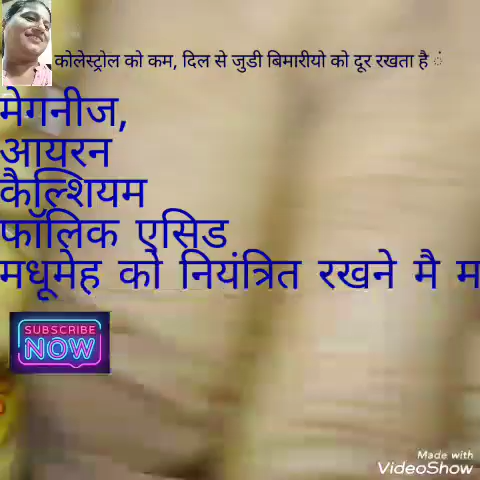 कोलेस्ट्रोल को कम, दिल से जुडी बिमारीयो को दूर रखता है ं
मेगनीज,
आयरन
कैल्शियम
फॉलिक एसिड
मधूमेह को नियंत्रित रखने मै म
SUBSCRIBE
NOW
Made with
VideoShow